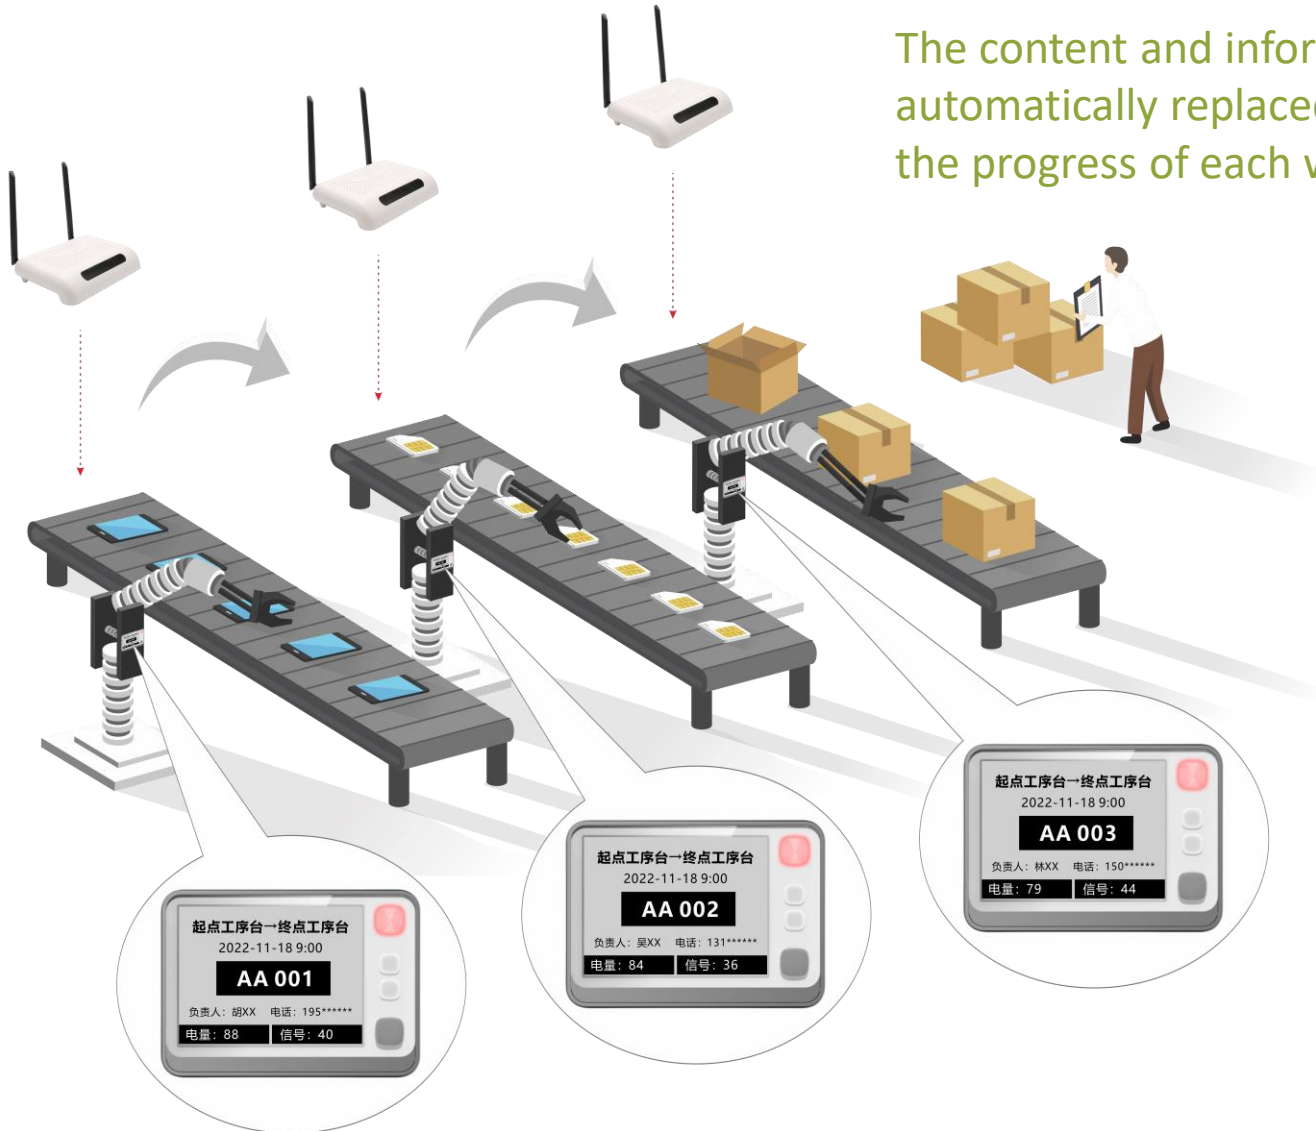 The content and infor
automatically replaced
the progress of each
起点工序台→终点工序台
2022-11-18 9:00
AA 001
负责人：胡XX 电话：195******
电量：88 信号：40
起点工序台→终点工序台
2022-11-18 9:00
AA 002
负责人：吴XX 电话：131******
电量：84 信号：36
起点工序台→终点工序台
2022-11-18 9:00
AA 003
负责人：林XX 电话：150******
电量：79 信号：44